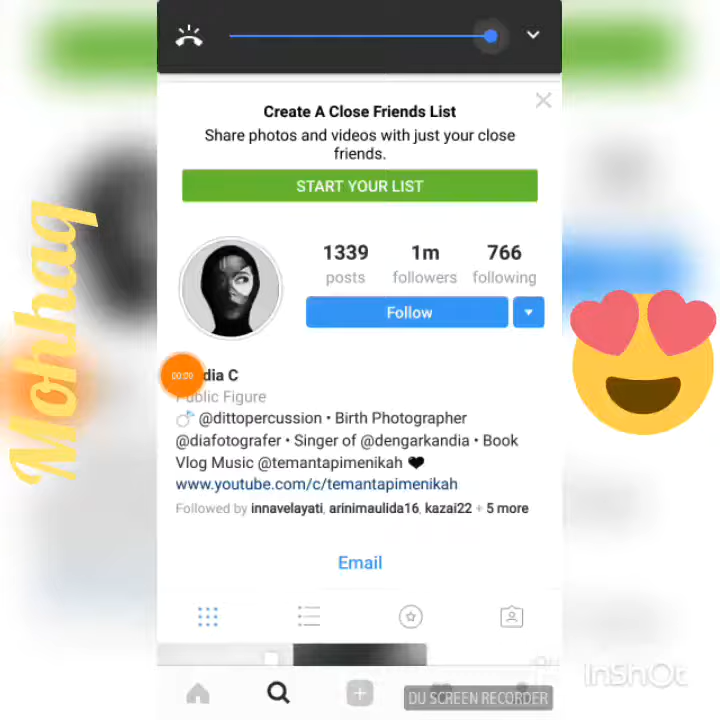 Create A Close Friends List
Share photos and videos with just your close
friends.
START YOUR LIST
1339 1m 766
posts followers following
Follow
00:00
dia C
Public Figure
💍 @dittopercussion • Birth Photographer
@diafotografer • Singer of @dengarkandia • Book
Vlog Music @temantapimenikah 🖤
www.youtube.com/c/temantapimenikah
Followed by innavelayati, arinimaulida16, kazai22 + 5 more
Email
Mohhaq
InShOt
DU SCREEN RECORDER